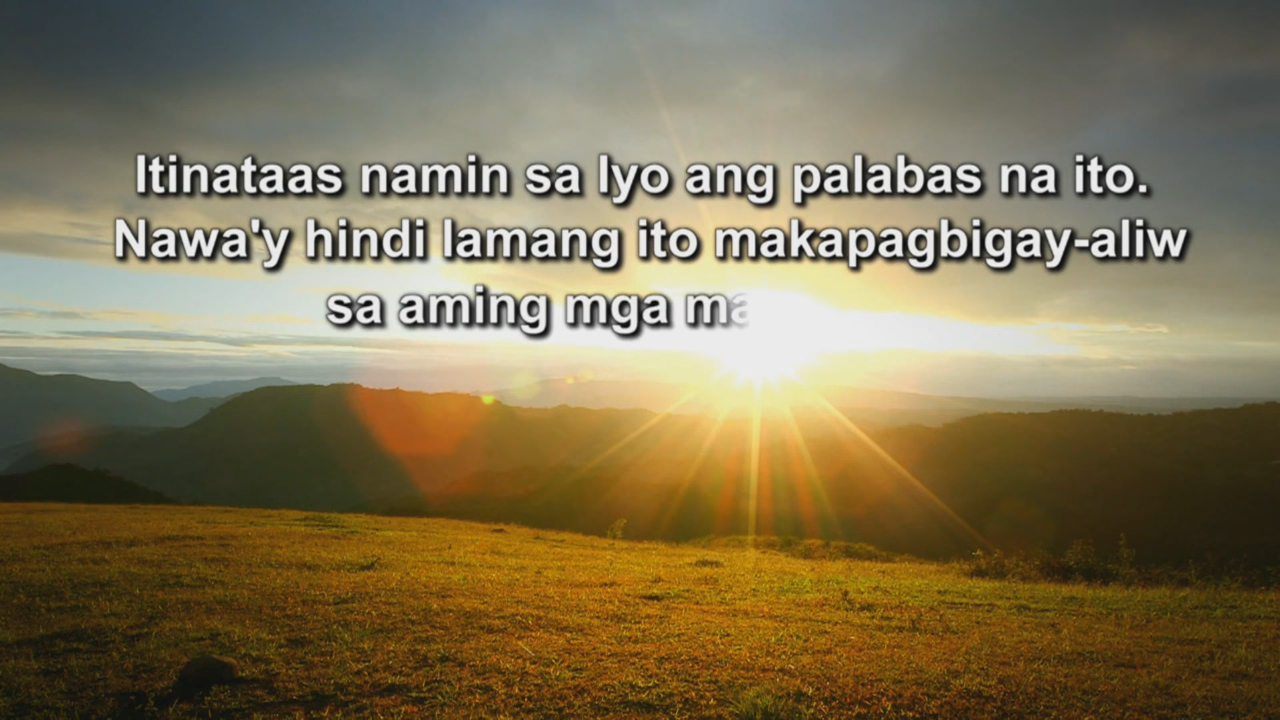 Itinataas namin sa Iyo ang palabas na ito.
Nawa'y hindi lamang ito makapagbigay-aliw
sa aming mga